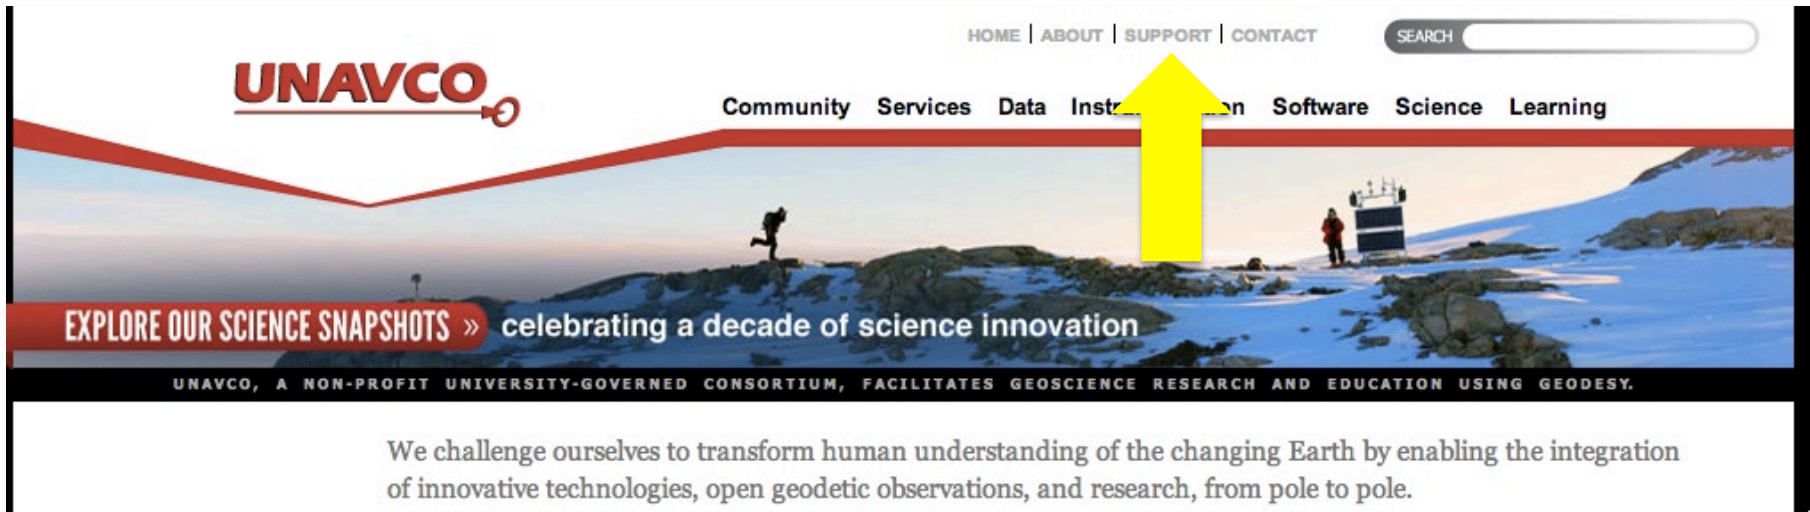 HOME | ABOUT | SUPPORT | CONTACT
SEARCH
UNAVCO
Community Services Data Software Science Learning
EXPLORE OUR SCIENCE SNAPSHOTS »
celebrating a decade of science innovation
UNAVCO, A NON-PROFIT UNIVERSITY-GOVERNED CONSORTIUM, FACILITATES GEOSCIENCE RESEARCH AND EDUCATION USING GEODESY.
We challenge ourselves to transform human understanding of the changing Earth by enabling the integration
of innovative technologies, open geodetic observations, and research, from pole to pole.